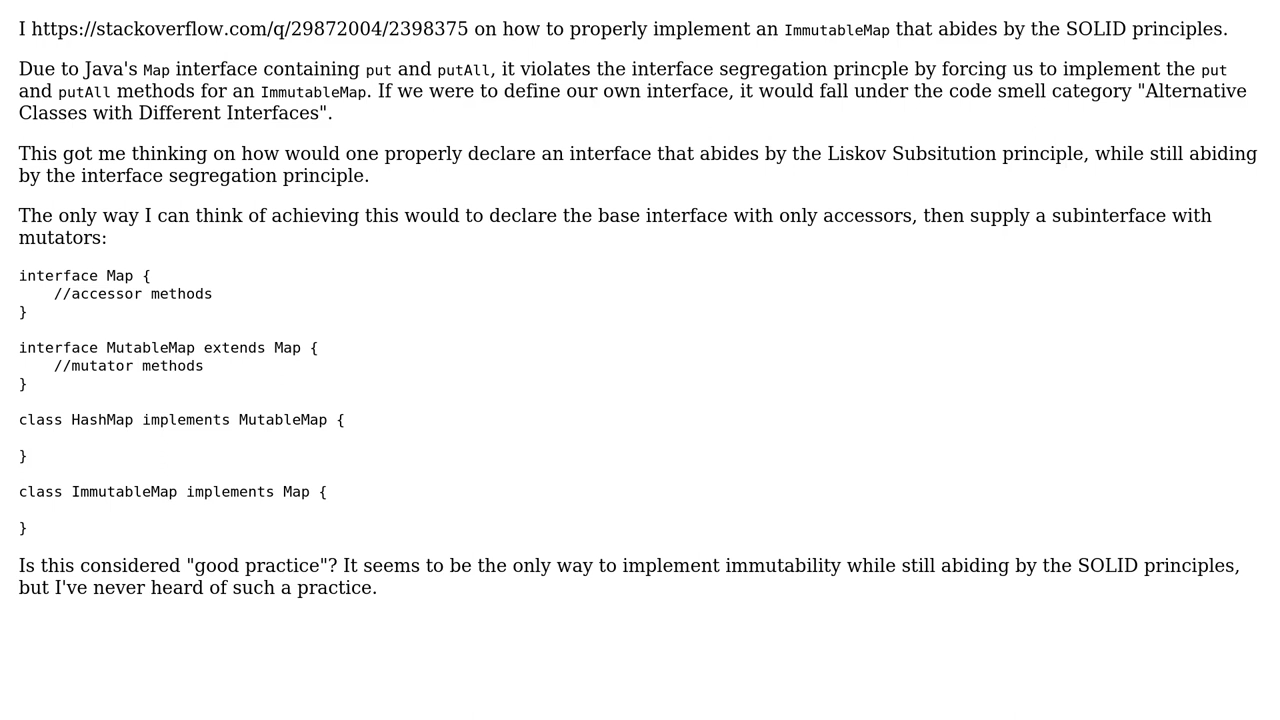 I https://stackoverflow.com/q/29872004/2398375 on how to properly implement an ImmutableMap that abides by the SOLID principles.
Due to Java's Map interface containing put and putAll, it violates the interface segregation princple by forcing us to implement the put
and putAll methods for an ImmutableMap. If we were to define our own interface, it would fall under the code smell category "Alternative
Classes with Different Interfaces".
This got me thinking on how would one properly declare an interface that abides by the Liskov Subsitution principle, while still abiding
by the interface segregation principle.
The only way I can think of achieving this would to declare the base interface with only accessors, then supply a subinterface with
mutators:
interface Map {
    //accessor methods
}
interface MutableMap extends Map {
    //mutator methods
}
class HashMap implements MutableMap {
}
class ImmutableMap implements Map {
}
Is this considered "good practice"? It seems to be the only way to implement immutability while still abiding by the SOLID principles,
but I've never heard of such a practice.